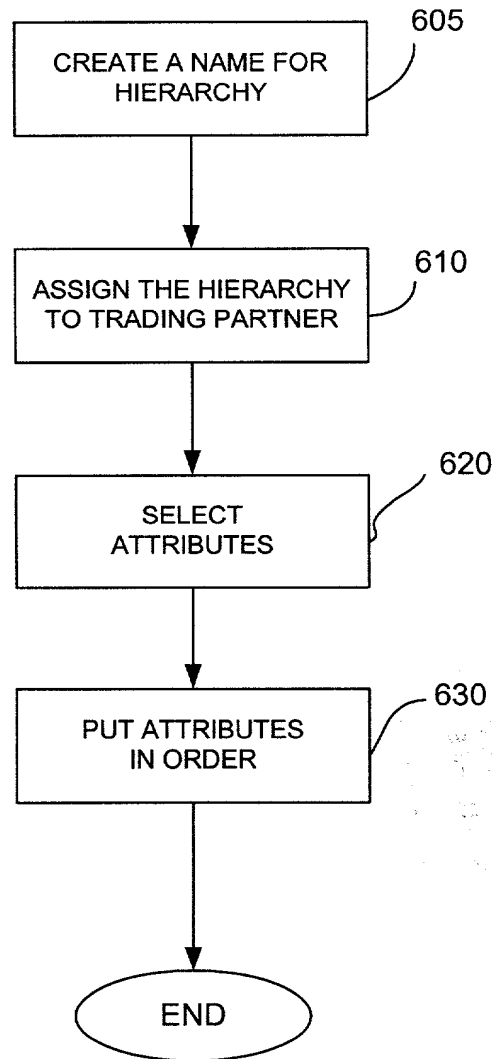 605
CREATE A NAME FOR
HIERARCHY
610
ASSIGN THE HIERARCHY
TO TRADING PARTNER
620
SELECT
ATTRIBUTES
630
PUT ATTRIBUTES
IN ORDER
END